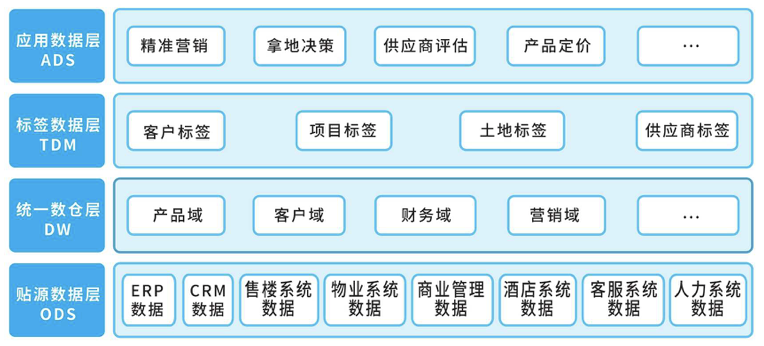 应用数据层
ADS
精准营销
拿地决策
供应商评估
产品定价
...
标签数据层
TDM
客户标签
项目标签
土地标签
供应商标签
统一数仓层
DW
产品域
客户域
财务域
营销域
...
贴源数据层
ODS
ERP
数据
CRM
数据
售楼系统
数据
物业系统
数据
商业管理
数据
酒店系统
数据
客服系统
数据
人力系统
数据